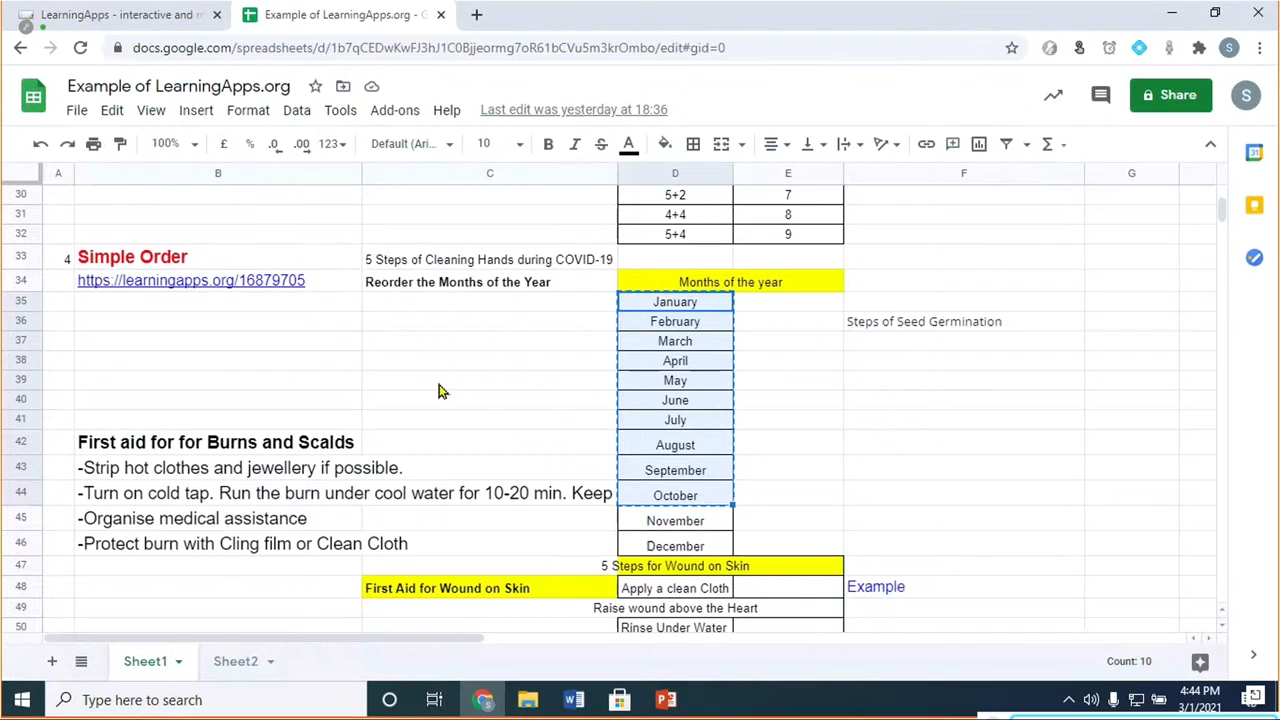 LearningApps - interactive and m
Example of LearningApps.org - G
docs.google.com/spreadsheets/d/1b7qCEDwKwFJ3hJ1C0Bjjeormg7oR61bCVu5m3krOmbo/edit#gid=0
S
Example of LearningApps.org
File Edit View Insert Format Data Tools Add-ons Help Last edit was yesterday at 18:36
Share
S
100% £ % .0 .00 123 Default (Ari... 10 B I S A
A B C D E F G
30 5+2 7
31 4+4 8
32 5+4 9
33 4 Simple Order 5 Steps of Cleaning Hands during COVID-19
34 https://learningapps.org/16879705 Reorder the Months of the Year Months of the year
35 January
36 February Steps of Seed Germination
37 March
38 April
39 May
40 June
41 July
42 First aid for for Burns and Scalds August
43 -Strip hot clothes and jewellery if possible. September
44 -Turn on cold tap. Run the burn under cool water for 10-20 min. Keep October
45 -Organise medical assistance November
46 -Protect burn with Cling film or Clean Cloth December
47 5 Steps for Wound on Skin
48 First Aid for Wound on Skin Apply a clean Cloth Example
49 Raise wound above the Heart
50 Rinse Under Water
Sheet1 Sheet2 Count: 10
Type here to search
4:44 PM
3/1/2021